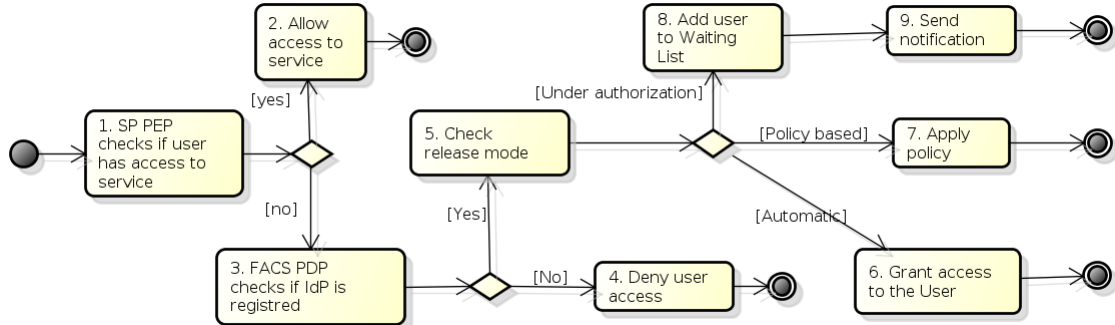 2. Allow
access to
service
[yes]
1. SP PEP
checks if user
has access to
service
[no]
3. FACS PDP
checks if IdP is
registred
[Yes]
[No]
4. Deny user
access
5. Check
release mode
[Under authorization]
8. Add user
to Waiting
List
9. Send
notification
[Policy based]
7. Apply
policy
[Automatic]
6. Grant access
to the User